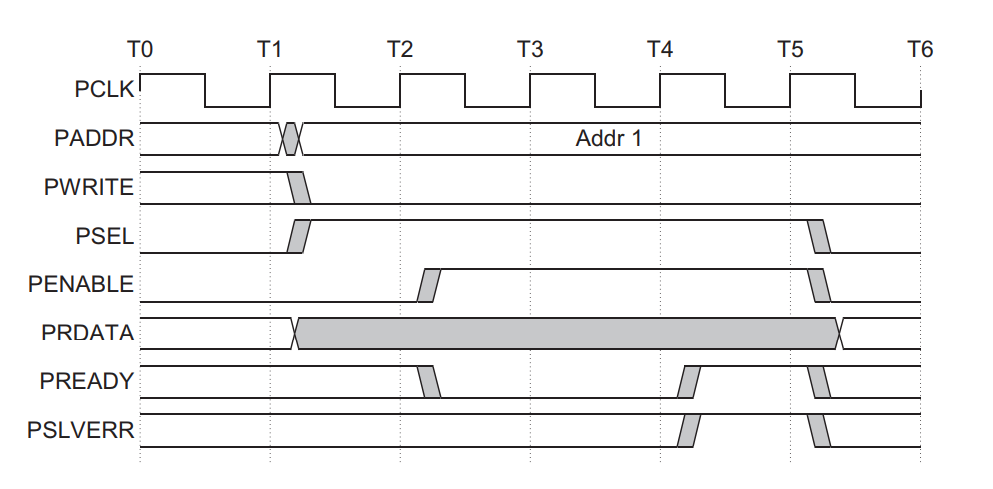 T0 T1 T2 T3 T4 T5 T6
PCLK
PADDR Addr 1
PWRITE
PSEL
PENABLE
PRDATA
PREADY
PSLVERR